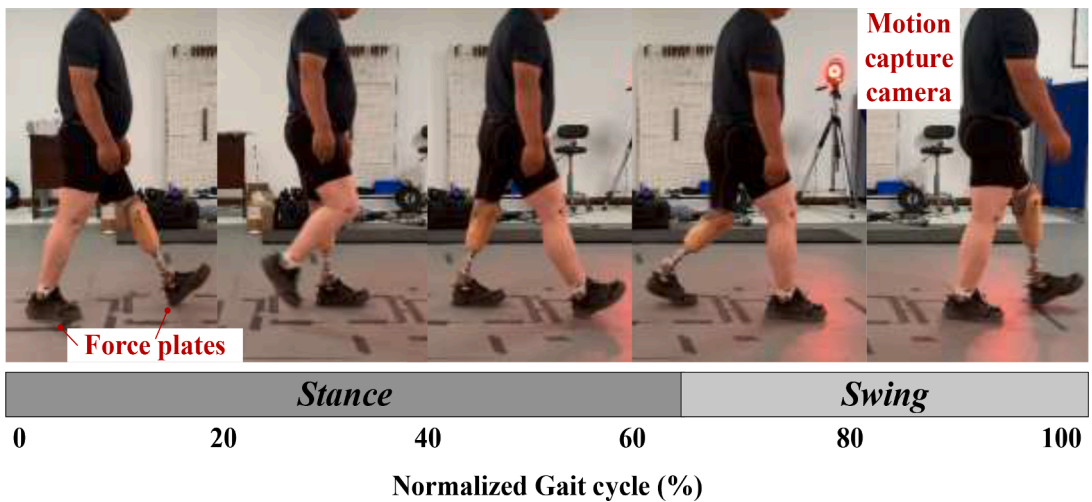 Motion
capture
camera
Force plates
Stance Swing
0 20 40 60 80 100
Normalized Gait cycle (%)